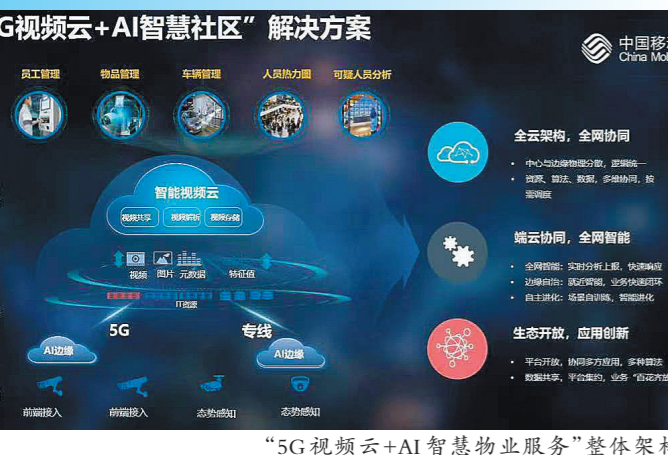 G视频云+AI智慧社区”解决方案
中国移
China Mob
员工管理
物品管理
车辆管理
人员热力图
可疑人员分析
智能视频云
视频共享
视频解析
视频存储
视频
图片
元数据
特征值
IT资源
5G
专线
AI边缘
AI边缘
前端接入
前端接入
态势感知
态势感知
全云架构，全网协同
• 中心与边缘物理分散，逻辑统一
• 资源、算法、数据，多维协同，按
需调度
端云协同，全网智能
• 全网智能：实时分析上报，快速响应
• 边缘自治：就近智能，业务快速闭环
• 自主进化：场景自训练，智能进化
生态开放，应用创新
• 平台开放，协同多方应用，多种算法
• 数据共享，平台集约，业务“百花齐放
“5G视频云+AI智慧物业服务”整体架构